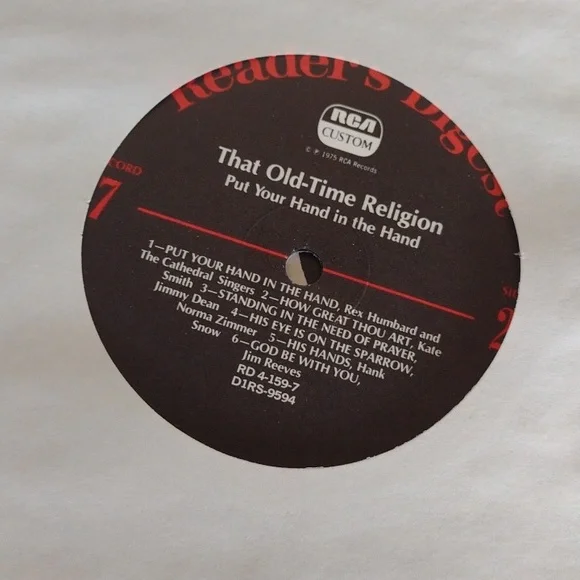 Reader's Digest
RCA
CUSTOM
© ℗ 1975 RCA Records
That Old-Time Religion
Put Your Hand in the Hand
7
2
1—PUT YOUR HAND IN THE HAND, Rex Humbard and
The Cathedral Singers 2—HOW GREAT THOU ART, Kate
Smith 3—STANDING IN THE NEED OF PRAYER,
Jimmy Dean 4—HIS EYE IS ON THE SPARROW,
Norma Zimmer 5—HIS HANDS, Hank
Snow 6—GOD BE WITH YOU,
Jim Reeves
RD 4-159-7
D1RS-9594